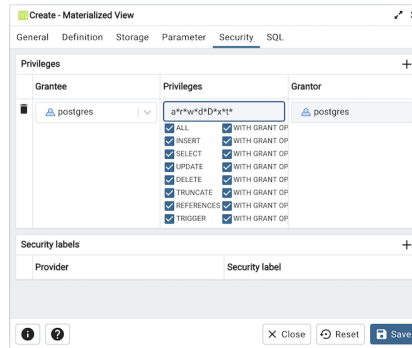 Create - Materialized View
General Definition Storage Parameter Security SQL
Privileges
Grantee Privileges Grantor
postgres a*r*w*d*D*x*t* postgres
ALL WITH GRANT OP
INSERT WITH GRANT OP
SELECT WITH GRANT OP
UPDATE WITH GRANT OP
DELETE WITH GRANT OP
TRUNCATE WITH GRANT OP
REFERENCES WITH GRANT OP
TRIGGER WITH GRANT OP
Security labels
Provider Security label
Close Reset Save